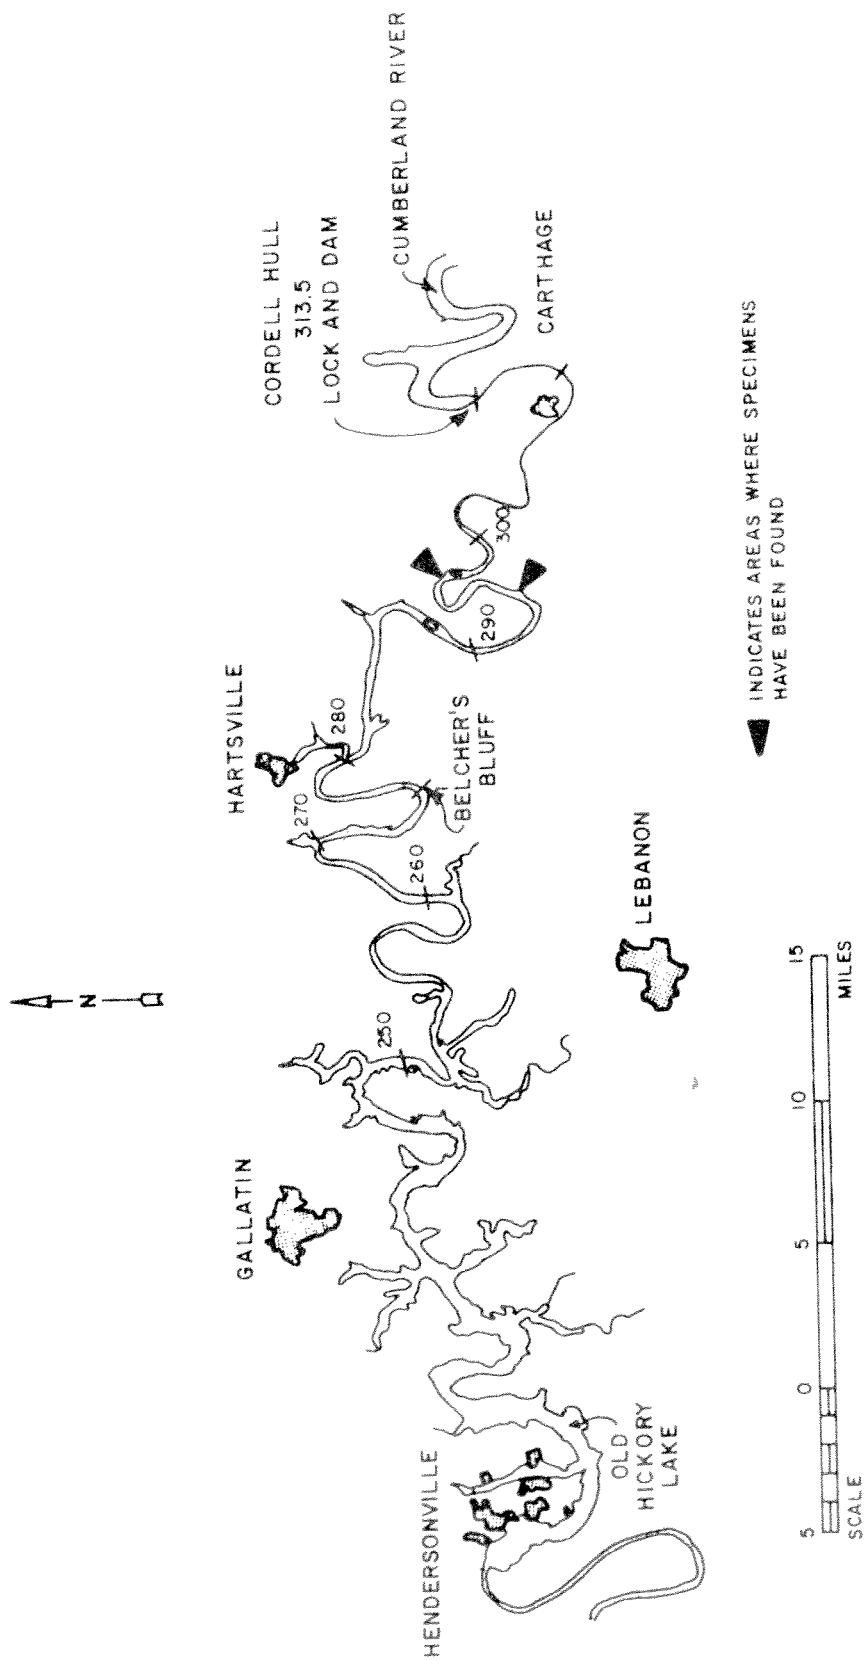 CORDELL HULL
313.5
LOCK AND DAM
CUMBERLAND RIVER
CARTHAGE
300
290
HARTSVILLE
280
270
BELCHER'S
BLUFF
260
N
250
LEBANON
GALLATIN
HENDERSONVILLE
OLD
HICKORY
LAKE
INDICATES AREAS WHERE SPECIMENS
HAVE BEEN FOUND
5 0 5 10 15
SCALE MILES